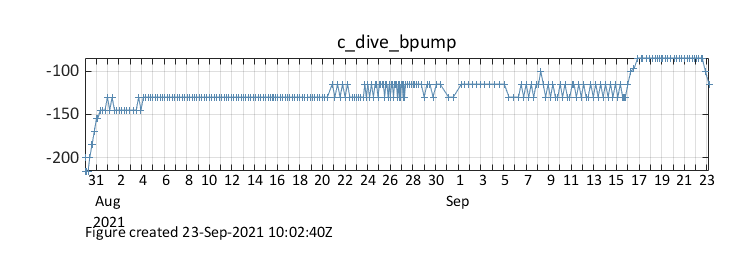 c_dive_bpump
-100
-150
-200
31 2 4 6 8 10 12 14 16 18 20 22 24 26 28 30 1 3 5 7 9 11 13 15 17 19 21 23
Aug Sep
2021
Figure created 23-Sep-2021 10:02:40Z